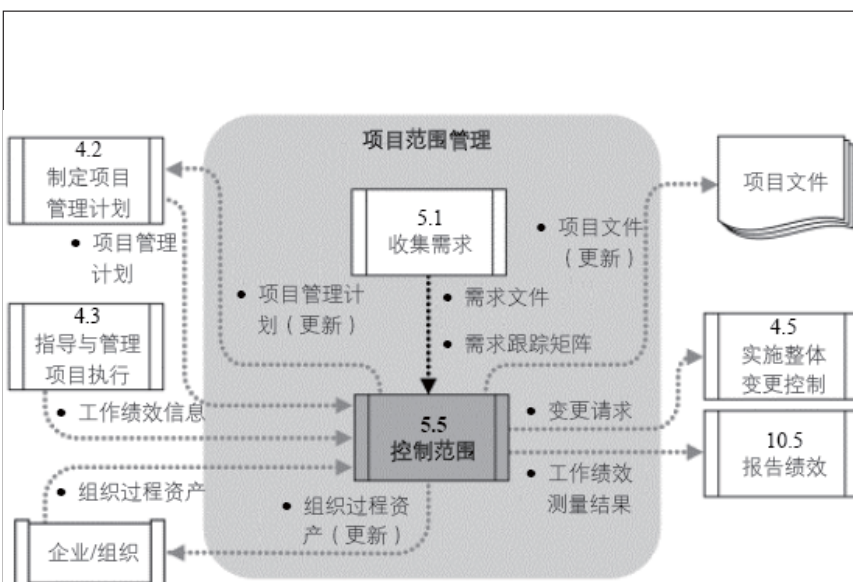 项目范围管理
4.2
制定项目
管理计划
• 项目管理
计划
5.1
收集需求
• 项目文件
（更新）
项目文件
• 项目管理计
划（更新）
• 需求文件
• 需求跟踪矩阵
4.3
指导与管理
项目执行
4.5
实施整体
变更控制
• 工作绩效信息
5.5
控制范围
• 变更请求
10.5
报告绩效
• 组织过程资产
• 组织过程资
产（更新）
• 工作绩效
测量结果
企业/组织